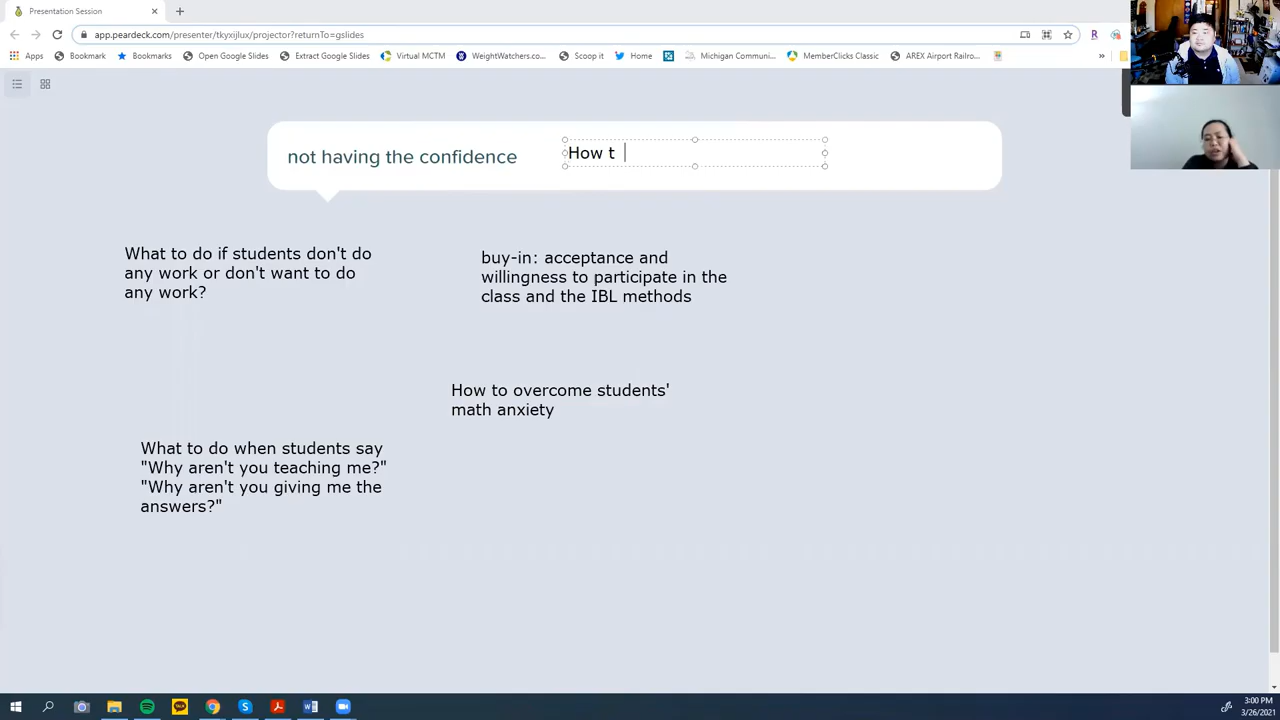 Presentation Session
app.peardeck.com/presenter/tkyxijlux/projector?returnTo=gslides
Apps
Bookmark
Bookmarks
Open Google Slides
Extract Google Slides
Virtual MCTM
WeightWatchers.co...
Scoop it
Home
Michigan Communi...
MemberClicks Classic
AREX Airport Railro...
not having the confidence
How t
What to do if students don't do
any work or don't want to do
any work?
buy-in: acceptance and
willingness to participate in the
class and the IBL methods
How to overcome students'
math anxiety
What to do when students say
"Why aren't you teaching me?"
"Why aren't you giving me the
answers?"
3:00 PM
3/26/2021